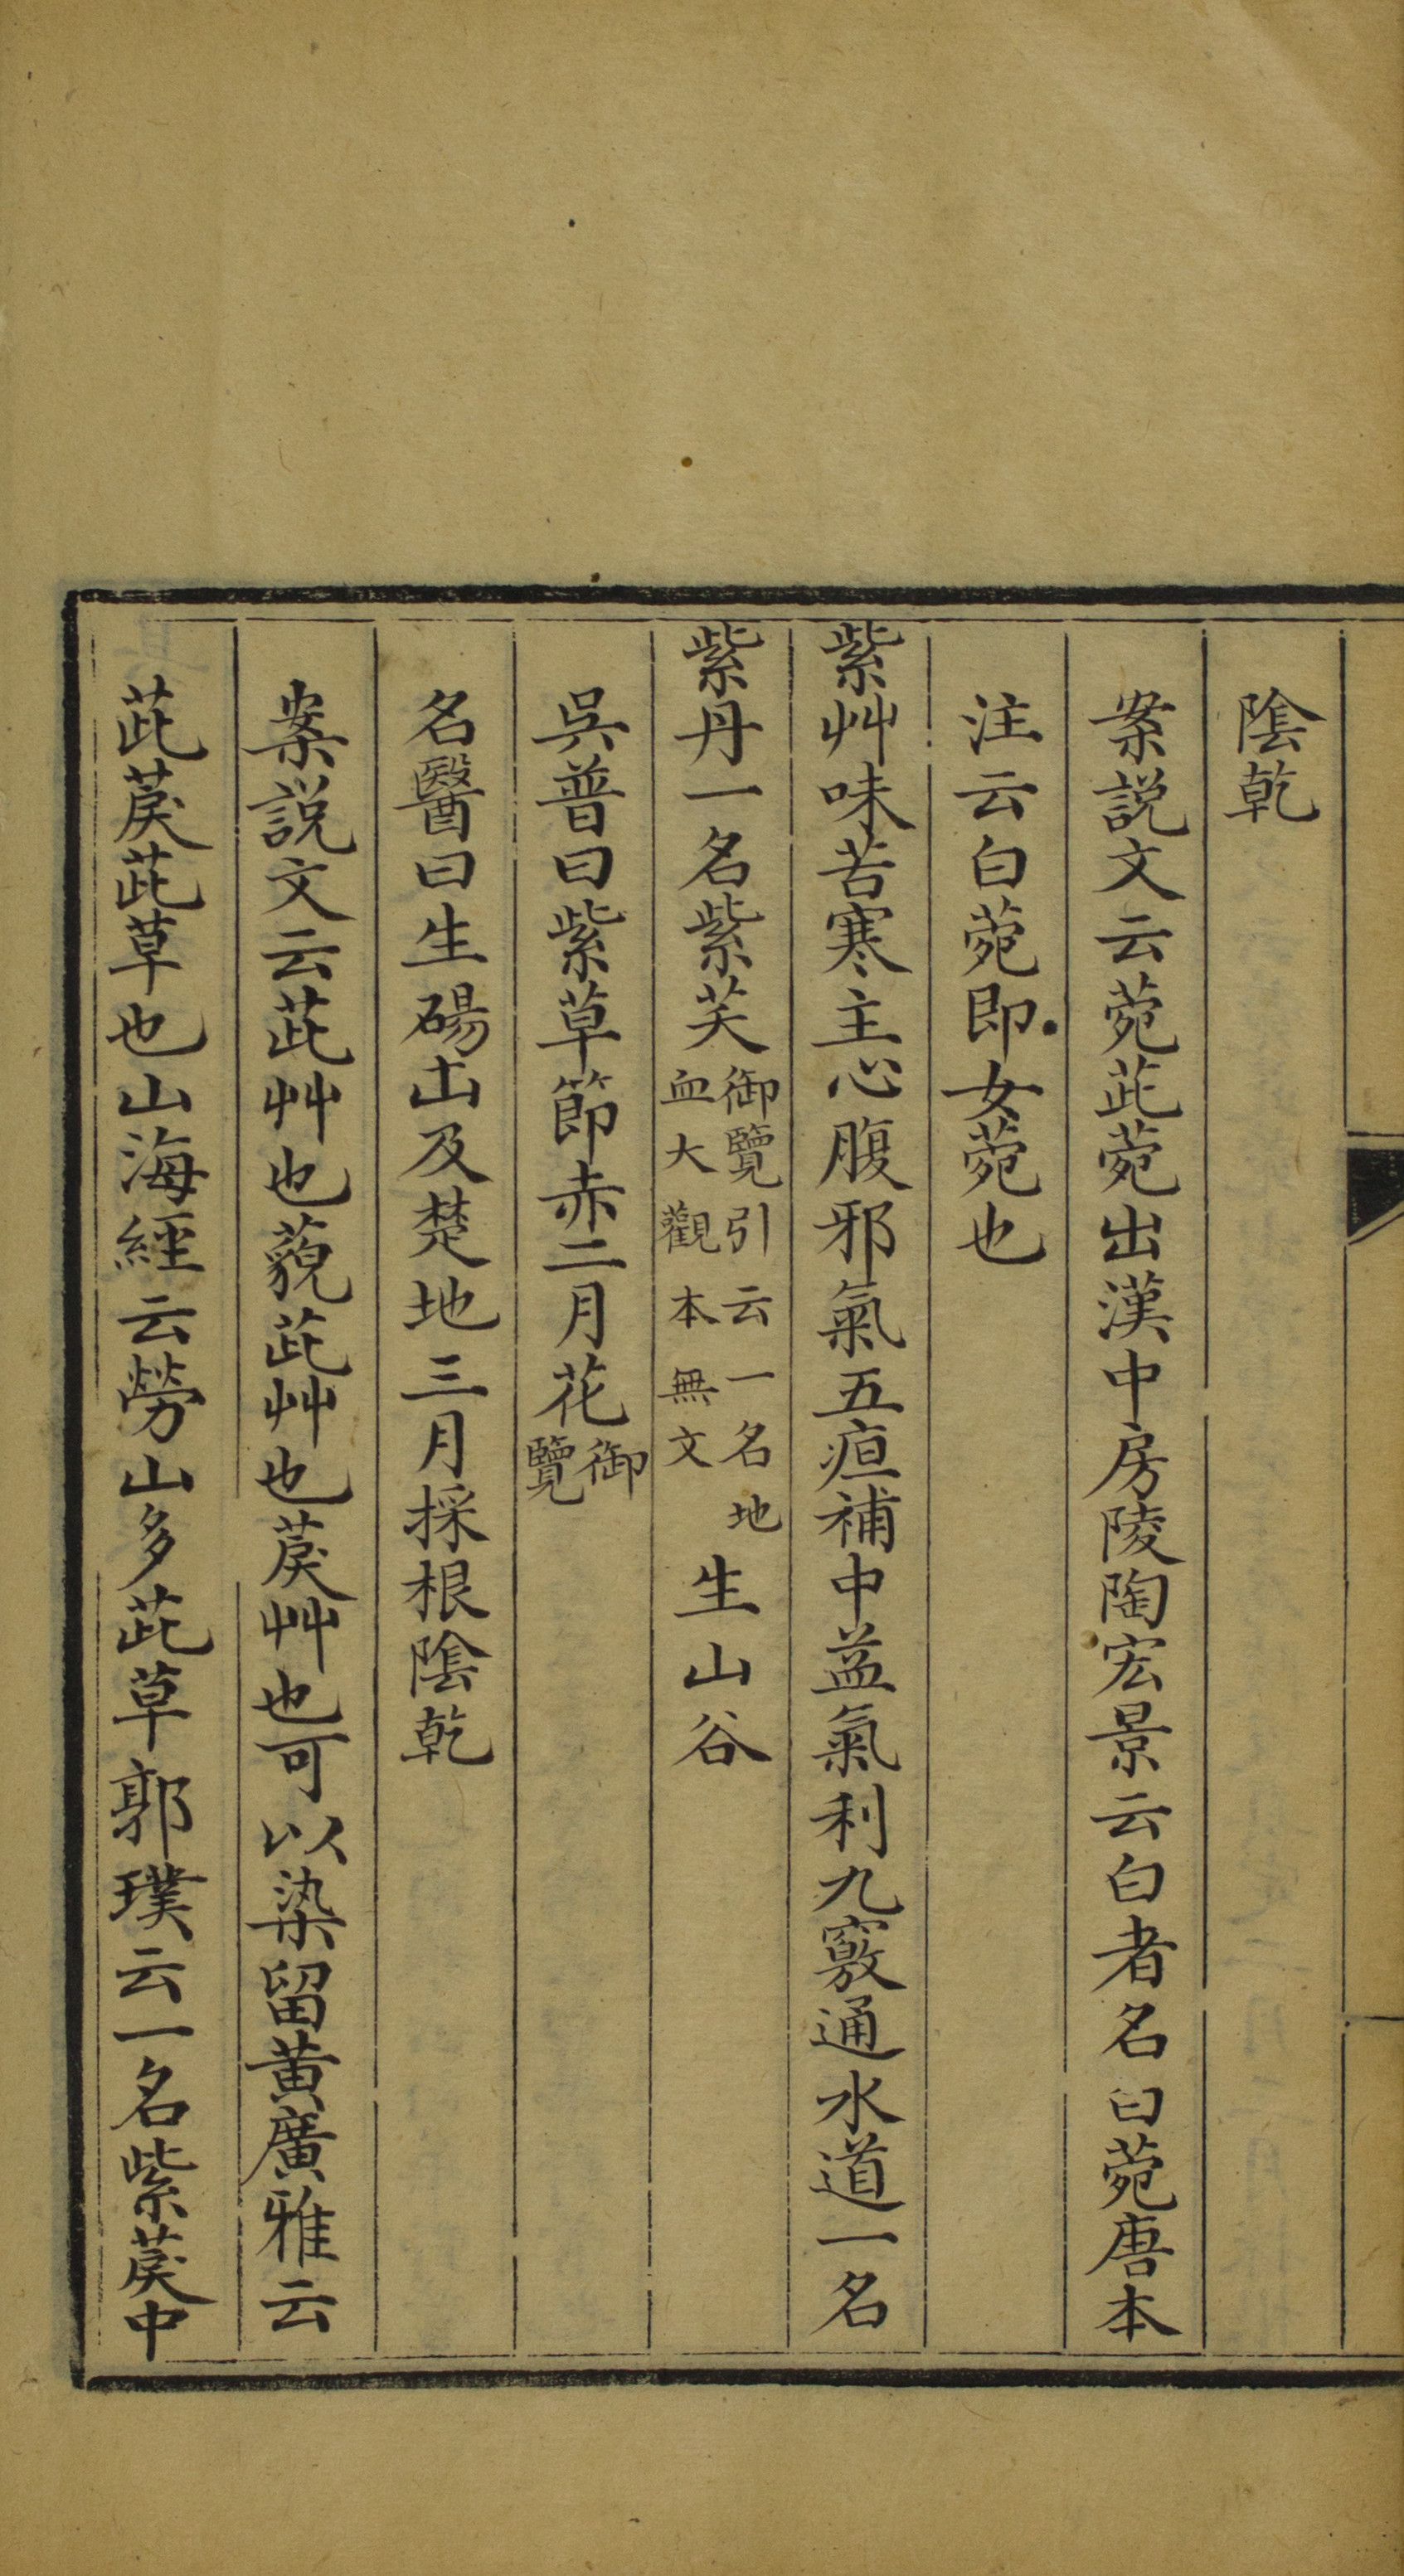 陰乾
案說文云菀茈菀出漢中房陵陶宏景云白者名白菀唐本
注云白菀即女菀也
紫艸味苦寒主心腹邪氣五疸補中益氣利九竅通水道一名
紫丹一名紫芺御覽引云一名地血大觀本無文生山谷
吳普曰紫草節赤二月花御覽
名醫曰生碭山及楚地三月採根陰乾
案說文云茈艸也藐茈艸也茮艸也可以染留黃廣雅云
茈茮茈草也山海經云勞山多茈草郭璞云一名紫茮中